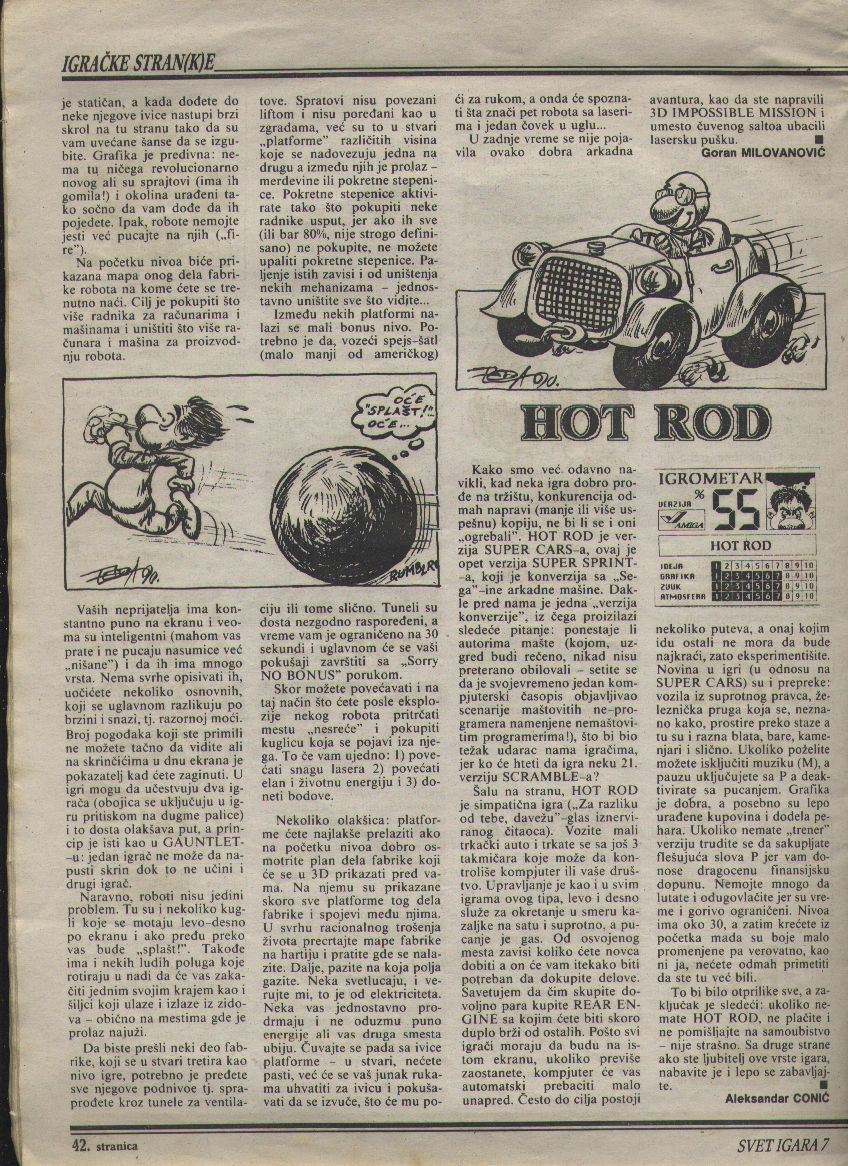 IGRAČKE STRAN(K)E
je statičan, a kada dođete do
neke njegove ivice nastupi brzi
skrol na tu stranu tako da su
vam uvećane šanse da se izgu-
bite. Grafika je predivna: ne-
ma tu ničega revolucionarno
novog ali su sprajtovi (ima ih
gomila!) i okolina urađeni ta-
ko sočno da vam dođe da ih
pojedete. Ipak, robote nemojte
jesti već pucajte na njih („fi-
re”).
Na početku nivoa biće pri-
kazana mapa onog dela fabri-
ke robota na kome ćete se tre-
nutno naći. Cilj je pokupiti što
više radnika za računarima i
mašinama i uništiti što više ra-
čunara i mašina za proizvod-
nju robota.
tove. Spratovi nisu povezani
liftom i nisu poređani kao u
zgradama, već su to u stvari
„platforme” različitih visina
koje se nadovezuju jedna na
drugu a između njih je prolaz –
merdevine ili pokretne stepeni-
ce. Pokretne stepenice aktivi-
rate tako što pokupiti neke
radnike usput, jer ako ih sve
(ili bar 80%, nije strogo defini-
sano) ne pokupite, ne možete
upaliti pokretne stepenice. Pa-
ljenje istih zavisi i od uništenja
nekih mehanizama – jednos-
tavno uništite sve što vidite...
Između nekih platformi na-
lazi se mali bonus nivo. Po-
trebno je da, vozeći spejs–šatl
(malo manji od američkog)
ći za rukom, a onda će spozna-
ti šta znači pet robota sa laseri-
ma i jedan čovek u uglu...
U zadnje vreme se nije poja-
vila ovako dobra arkadna
avantura, kao da ste napravili
3D IMPOSSIBLE MISSION i
umesto čuvenog saltoa ubacili
lasersku pušku.
Goran MILOVANOVIĆ
OĆE
"SPLAŠT!"
OĆE...
RUMBLR
90.
90.
Vaših neprijatelja ima kon-
stantno puno na ekranu i veo-
ma su inteligentni (mahom vas
prate i ne pucaju nasumice već
„nišane”) i da ih ima mnogo
vrsta. Nema svrhe opisivati ih,
uočićete nekoliko osnovnih,
koji se uglavnom razlikuju po
brzini i snazi, tj. razornoj moći.
Broj pogodaka koji ste primili
ne možete tačno da vidite ali
na skrinčićima u dnu ekrana je
pokazatelj kad ćete zaginuti. U
igri mogu da učestvuju dva ig-
rača (obojica se uključuju u ig-
ru pritiskom na dugme palice)
i to dosta olakšava put, a prin-
cip je isti kao u GAUNTLET-
–u: jedan igrač ne može da na-
pusti skrin dok to ne učini i
drugi igrač.
Naravno, roboti nisu jedini
problem. Tu su i nekoliko kug-
li koje se motaju levo–desno
po ekranu i ako pređu preko
vas bude „splašt!”. Takođe
ima i nekih ludih poluga koje
rotiraju u nadi da će vas zaka-
čiti jednim svojim krajem kao i
šiljci koji ulaze i izlaze iz zido-
va – obično na mestima gde je
prolaz najuži.
Da biste prešli neki deo fab-
rike, koji se u stvari tretira kao
nivo igre, potrebno je pređete
sve njegove podnivoe tj. spra-
prođete kroz tunele za ventila-
ciju ili tome slično. Tuneli su
dosta nezgodno raspoređeni, a
vreme vam je ograničeno na 30
sekundi i uglavnom će se vaši
pokušaji završtiti sa „Sorry
NO BONUS” porukom.
Skor možete povećavati i na
taj način što ćete posle eksplo-
zije nekog robota pritrčati
mestu „nesreće” i pokupiti
kuglicu koja se pojavi iza nje-
ga. To će vam ujedno: 1) pove-
ćati snagu lasera 2) povećati
elan i životnu energiju i 3) do-
neti bodove.
Nekoliko olakšica: platfor-
me ćete najlakše prelaziti ako
na početku nivoa dobro os-
motrite plan dela fabrike koji
će se u 3D prikazati pred va-
ma. Na njemu su prikazane
skoro sve platforme tog dela
fabrike i spojevi među njima.
U svrhu racionalnog trošenja
života precrtajte mape fabrike
na hartiju i pratite gde se nala-
zite. Dalje, pazite na koja polja
gazite. Neka svetlucaju, i ve-
rujte mi, to je od elektriciteta.
Neka vas jednostavno pro-
drmaju i ne oduzmu puno
energije ali vas druga smesta
ubiju. Čuvajte se pada sa ivice
platforme – u stvari, nećete
pasti, već će se vaš junak ruka-
ma uhvatiti za ivicu i pokuša-
vati da se izvuče, što će mu po-
HOT ROD
Kako smo već odavno na-
vikli, kad neka igra dobro pro-
đe na tržištu, konkurencija od-
mah napravi (manje ili više us-
pešnu) kopiju, ne bi li se i oni
„ogrebali”. HOT ROD je ver-
zija SUPER CARS–a, ovaj je
opet verzija SUPER SPRINT-
–a, koji je konverzija sa „Se-
ga”–ine arkadne mašine. Dak-
le pred nama je jedna „verzija
konverzije”, iz čega proizilazi
sledeće pitanje: ponestaje li
autorima mašte (kojom, uz-
gred budi rečeno, nikad nisu
preterano obilovali – setite se
da je svojevremeno jedan kom-
pjuterski časopis objavljivao
scenarije maštovitih ne–pro-
gramera namenjene nemaštovi-
tim programerima!), što bi bio
težak udarac nama igračima,
jer ko će hteti da igra neku 21.
verziju SCRAMBLE–a?
Šalu na stranu, HOT ROD
je simpatična igra („Za razliku
od tebe, davežu”–glas iznervi-
ranog čitaoca). Vozite mali
trkački auto i trkate se sa još 3
takmičara koje može da kon-
troliše kompjuter ili vaše druš-
tvo. Upravljanje je kao i u svim
igrama ovog tipa, levo i desno
služe za okretanje u smeru ka-
zaljke na satu i suprotno, a pu-
canje je gas. Od osvojenog
mesta zavisi koliko ćete novca
dobiti a on će vam itekako biti
potreban da dokupite delove.
Savetujem da čim skupite do-
voljno para kupite REAR EN-
GINE sa kojim ćete biti skoro
duplo brži od ostalih. Pošto svi
igrači moraju da budu na is-
tom ekranu, ukoliko previše
zaostanete, kompjuter će vas
automatski prebaciti malo
unapred. Često do cilja postoji
IGROMETAR
VERZIJA
AMIGA
% 55
HOT ROD
IDEJA 1 2 3 4 5 6 7 8 9 10
GRAFIKA 1 2 3 4 5 6 7 8 9 10
ZVUK 1 2 3 4 5 6 7 8 9 10
ATMOSFERA 1 2 3 4 5 6 7 8 9 10
nekoliko puteva, a onaj kojim
idu ostali ne mora da bude
najkraći, zato eksperimentišite.
Novina u igri (u odnosu na
SUPER CARS) su i prepreke:
vozila iz suprotnog pravca, že-
leznička pruga koja se, nezna-
no kako, prostire preko staze a
tu su i razna blata, bare, kame-
njari i slično. Ukoliko poželite
možete isključiti muziku (M), a
pauzu uključujete sa P a deak-
tivirate sa pucanjem. Grafika
je dobra, a posebno su lepo
urađene kupovina i dodela pe-
hara. Ukoliko nemate „trener”
verziju trudite se da sakupljate
flešujuća slova P jer vam do-
nose dragocenu finansijsku
dopunu. Nemojte mnogo da
lutate i odugovlačite jer su vre-
me i gorivo ograničeni. Nivoa
ima oko 30, a zatim krećete iz
početka mada su boje malo
promenjene pa verovatno, kao
ni ja, nećete odmah primetiti
da ste tu već bili.
To bi bilo otprilike sve, a za-
ključak je sledeći: ukoliko ne-
mate HOT ROD, ne plačite i
ne pomišljajte na samoubistvo
– nije strašno. Sa druge strane
ako ste ljubitelj ove vrste igara,
nabavite je i lepo se zabavljaj-
te.
Aleksandar CONIĆ
42. stranica
SVET IGARA 7